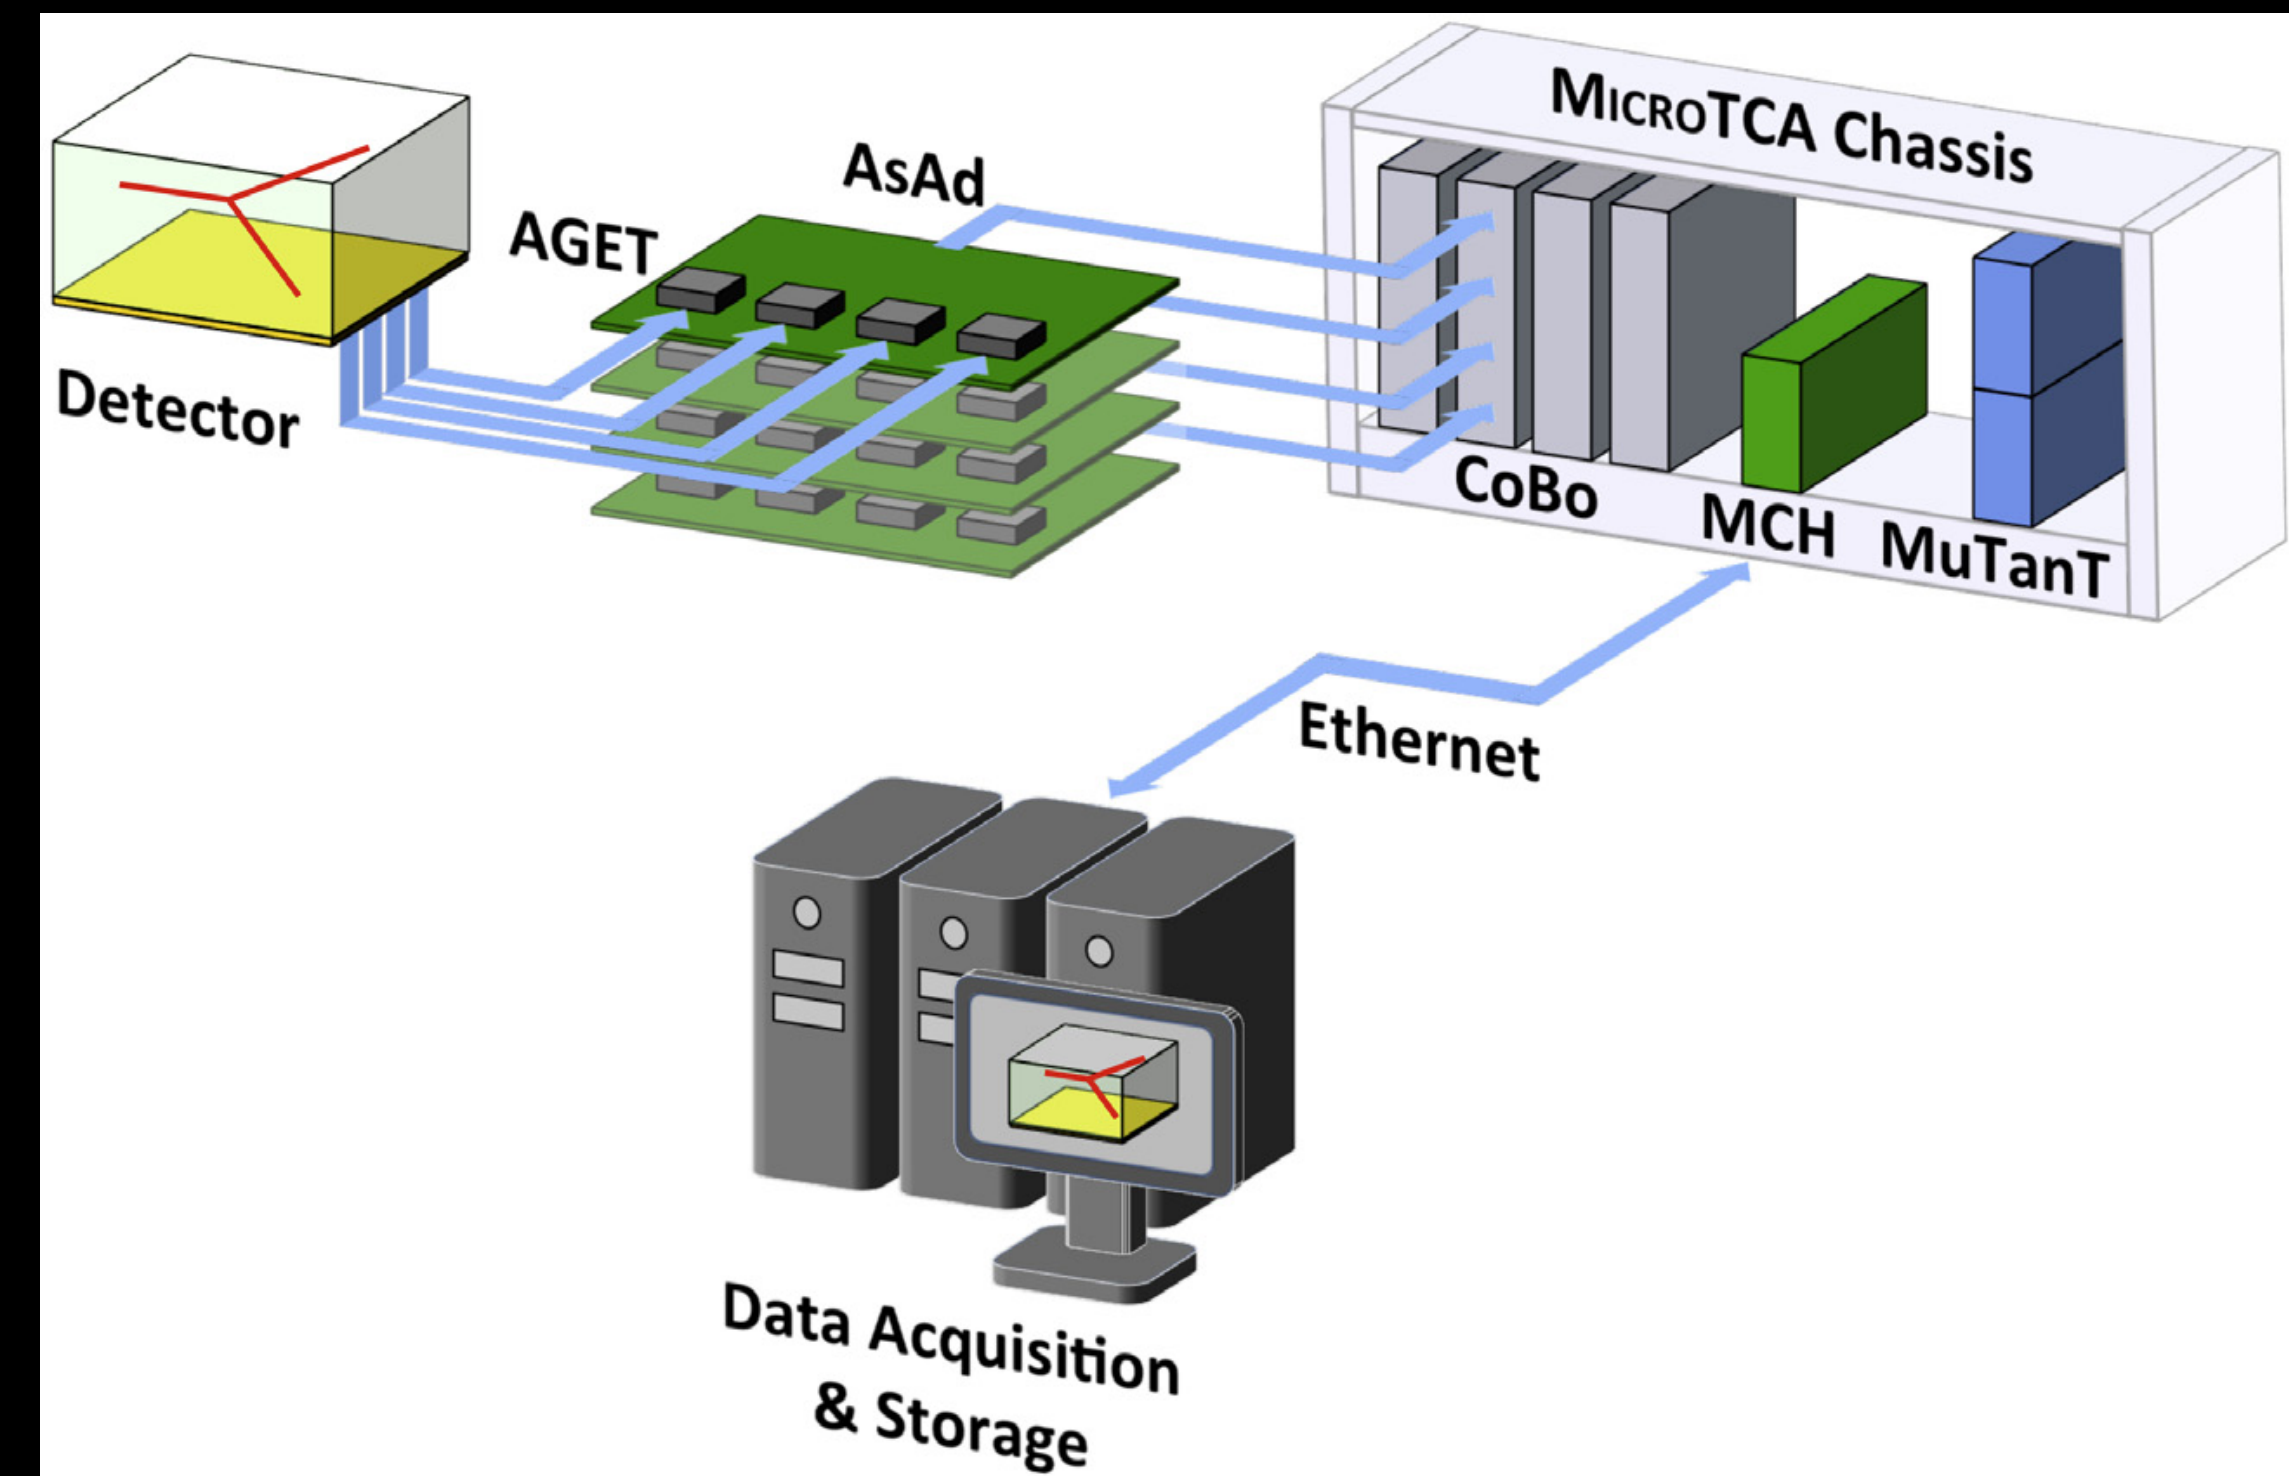 MICROTCA Chassis
AsAd
AGET
Detector
CoBo
MCH
MuTanT
Ethernet
Data Acquisition
& Storage